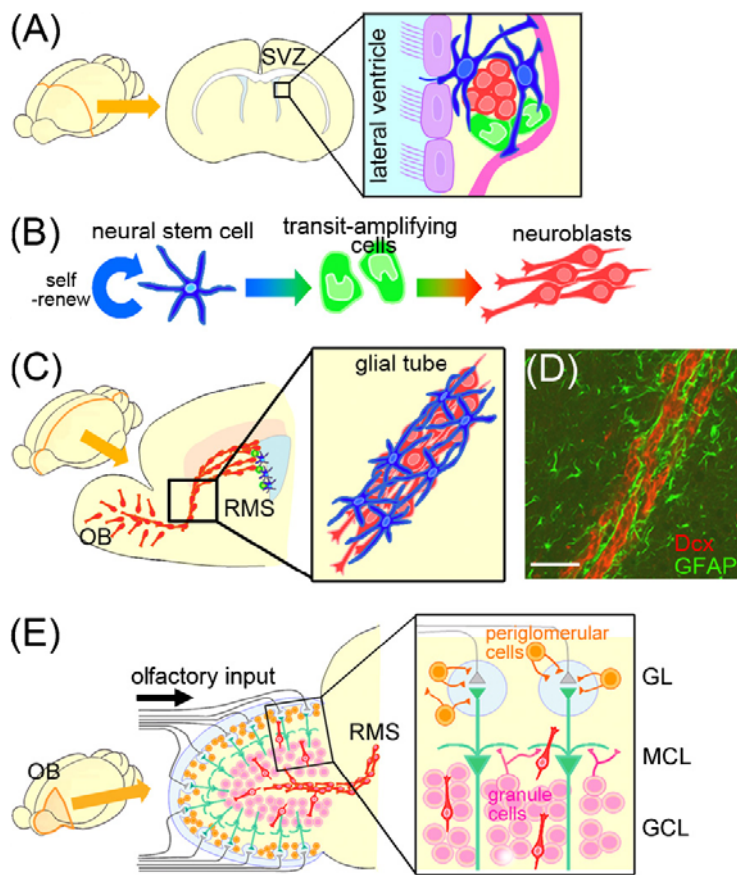 (A)
SVZ
lateral ventricle
(B)
neural stem cell
transit-amplifying
cells
neuroblasts
self
-renew
(C)
glial tube
(D)
RMS
OB
Dcx
GFAP
(E)
olfactory input
OB
RMS
periglomerular
cells
GL
MCL
granule
cells
GCL